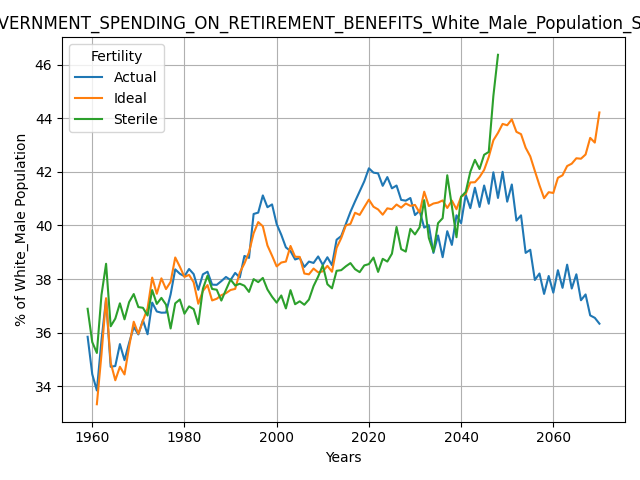 VERNMENT_SPENDING_ON_RETIREMENT_BENEFITS_White_Male_Population_S
Fertility
Actual
Ideal
Sterile
46
44
42
40
38
36
34
% of White_Male Population
1960 1980 2000 2020 2040 2060
Years